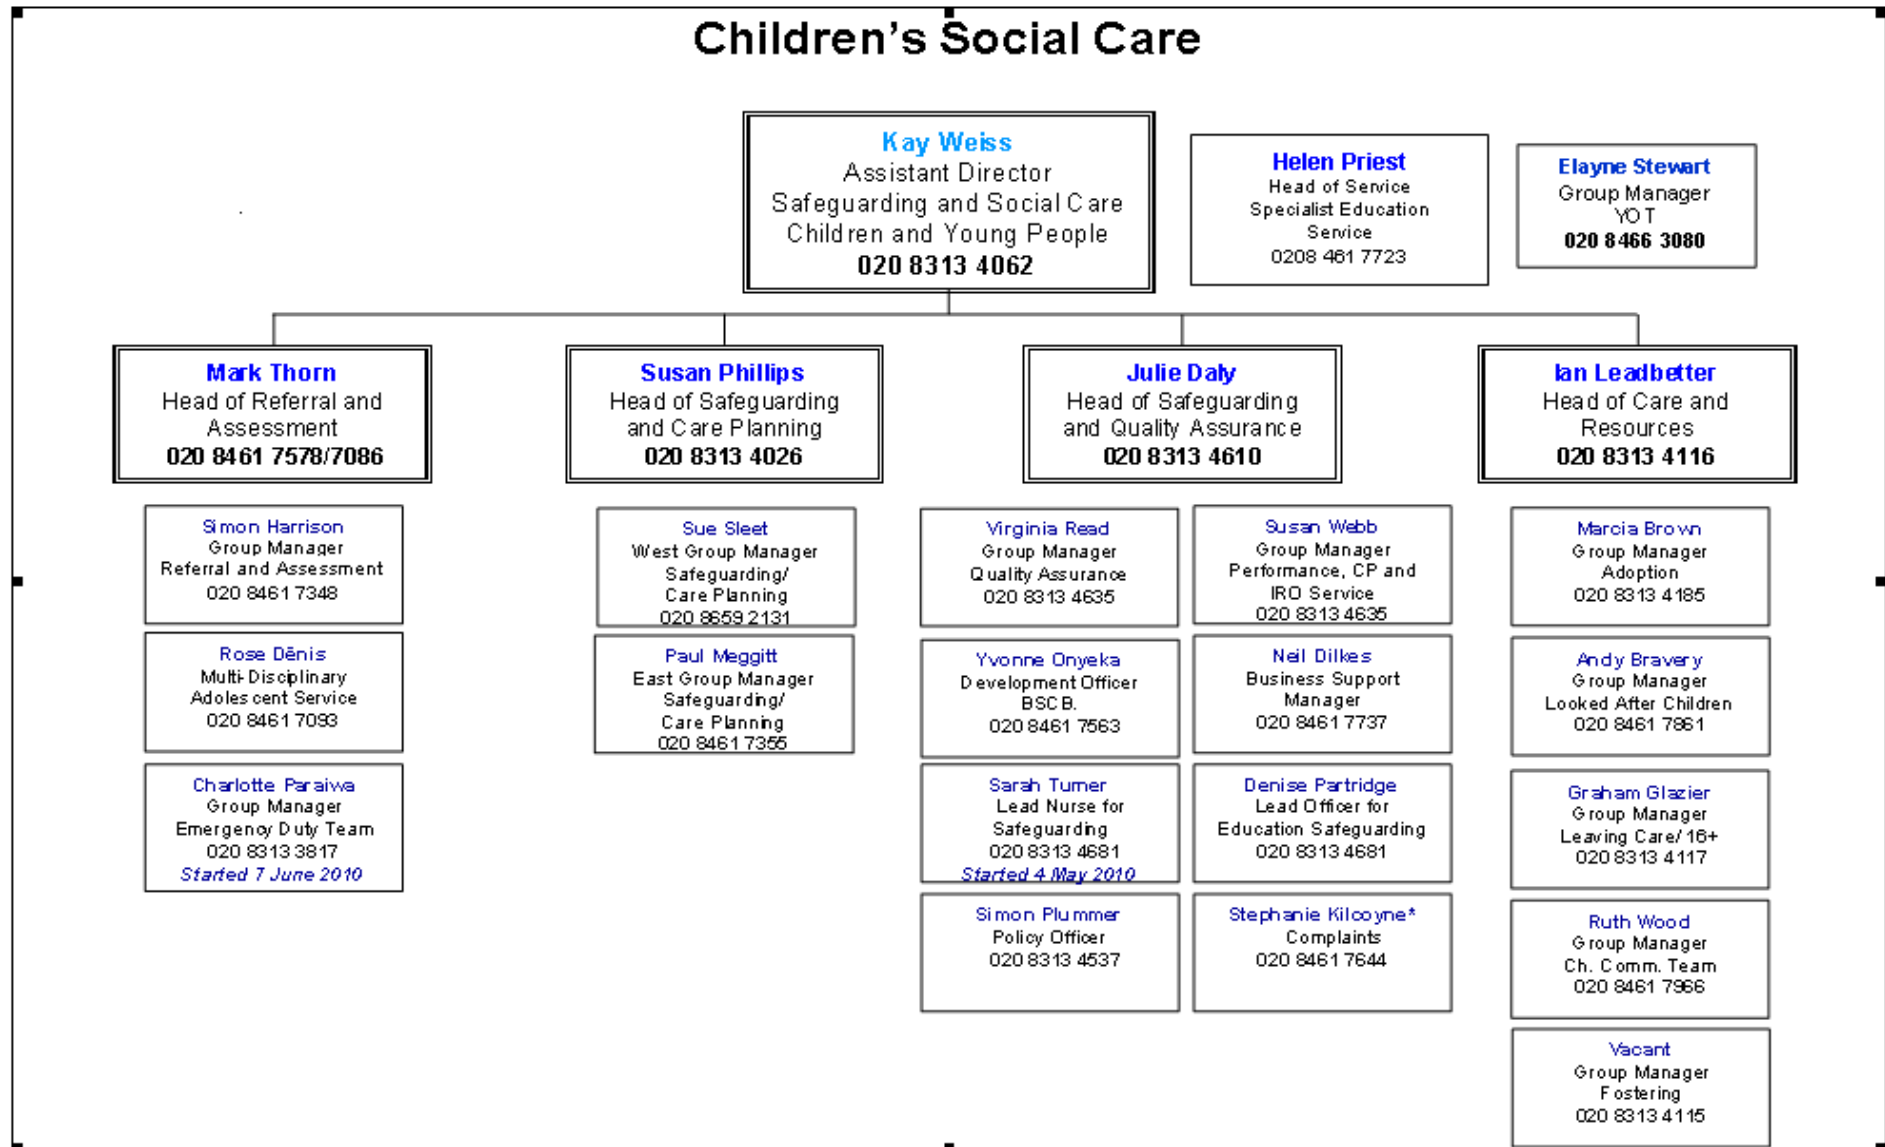 Children's Social Care
Kay Weiss
Assistant Director
Safeguarding and Social Care
Children and Young People
020 8313 4062
Helen Priest
Head of Service
Specialist Education
Service
0208 461 7723
Elayne Stewart
Group Manager
YOT
020 8466 3080
Mark Thorn
Head of Referral and
Assessment
020 8461 7578/7086
Susan Phillips
Head of Safeguarding
and Care Planning
020 8313 4026
Julie Daly
Head of Safeguarding
and Quality Assurance
020 8313 4610
Ian Leadbetter
Head of Care and
Resources
020 8313 4116
Simon Harrison
Group Manager
Referral and Assessment
020 8461 7348
Rose Dēnis
Multi-Disciplinary
Adolescent Service
020 8461 7093
Charlotte Paraiwa
Group Manager
Emergency Duty Team
020 8313 3817
Started 7 June 2010
Sue Sleet
West Group Manager
Safeguarding/
Care Planning
020 8659 2131
Paul Meggitt
East Group Manager
Safeguarding/
Care Planning
020 8461 7355
Virginia Read
Group Manager
Quality Assurance
020 8313 4635
Yvonne Onyeka
Development Officer
BSCB.
020 8461 7563
Sarah Turner
Lead Nurse for
Safeguarding
020 8313 4681
Started 4 May 2010
Simon Plummer
Policy Officer
020 8313 4537
Susan Webb
Group Manager
Performance, CP and
IRO Service
020 8313 4635
Neil Dilkes
Business Support
Manager
020 8461 7737
Denise Partridge
Lead Officer for
Education Safeguarding
020 8313 4681
Stephanie Kilcoyne*
Complaints
020 8461 7644
Marcia Brown
Group Manager
Adoption
020 8313 4185
Andy Bravery
Group Manager
Looked After Children
020 8461 7861
Graham Glazier
Group Manager
Leaving Care/ 16+
020 8313 4117
Ruth Wood
Group Manager
Ch. Comm. Team
020 8461 7966
Vacant
Group Manager
Fostering
020 8313 4115